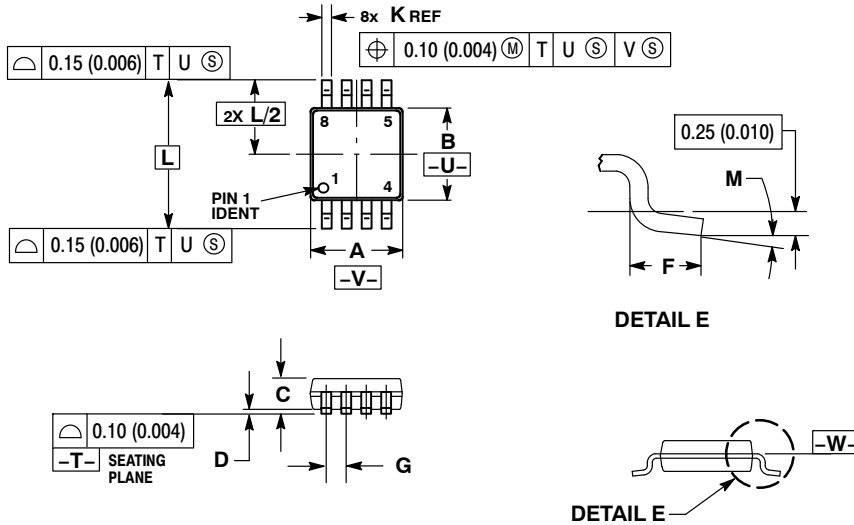 8x K REF
⌖ 0.10 (0.004) Ⓜ T U Ⓢ V Ⓢ
⌓ 0.15 (0.006) T U Ⓢ
2X L/2
8 5
B
–U–
L
PIN 1
IDENT
1 4
⌓ 0.15 (0.006) T U Ⓢ
A
–V–
0.25 (0.010)
M
F
DETAIL E
C
⌓ 0.10 (0.004)
–T– SEATING
PLANE
D
G
–W–
DETAIL E